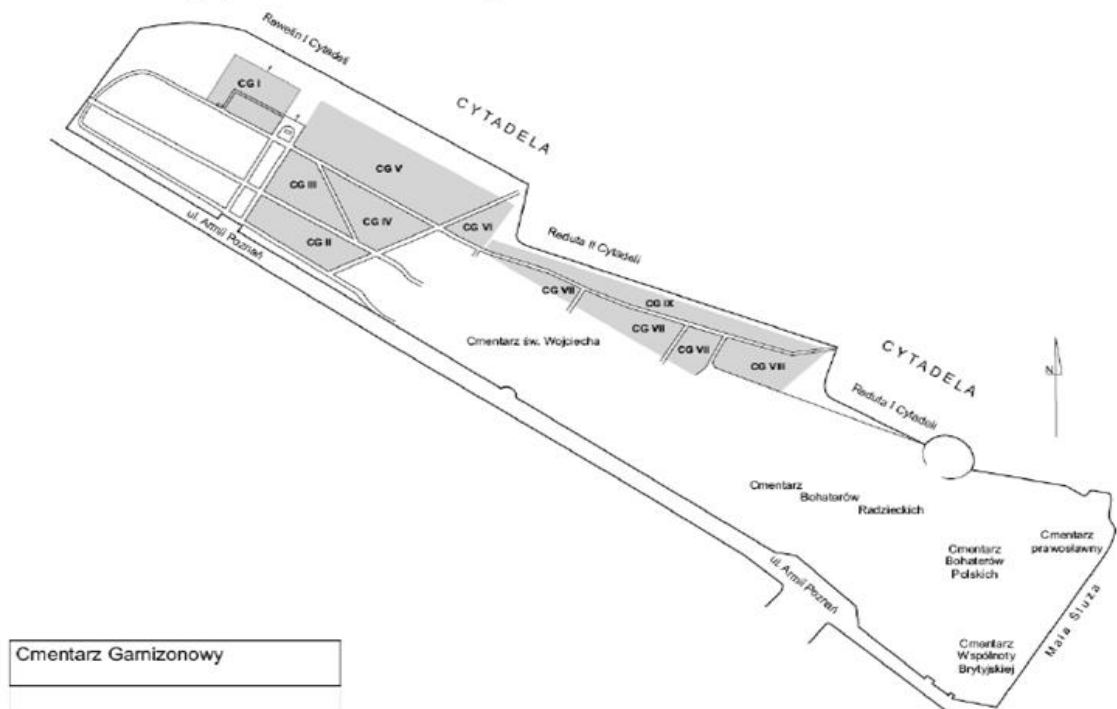 Rawelin I Cytadeli
CYTADELA
CG I
CG V
CG III
CG IV
CG VI
CG II
ul. Armii Poznań
Reduta II Cytadeli
CG VII
CG IX
CG VII
CG VII
CG VIII
Cmentarz św. Wojciecha
CYTADELA
Reduta I Cytadeli
N
Cmentarz
Bohaterów
Radzieckich
Cmentarz
prawosławny
Cmentarz
Bohaterów
Polskich
ul. Armii Poznań
Mała Śluza
Cmentarz
Wspólnoty
Brytyjskiej
Cmentarz Garnizonowy